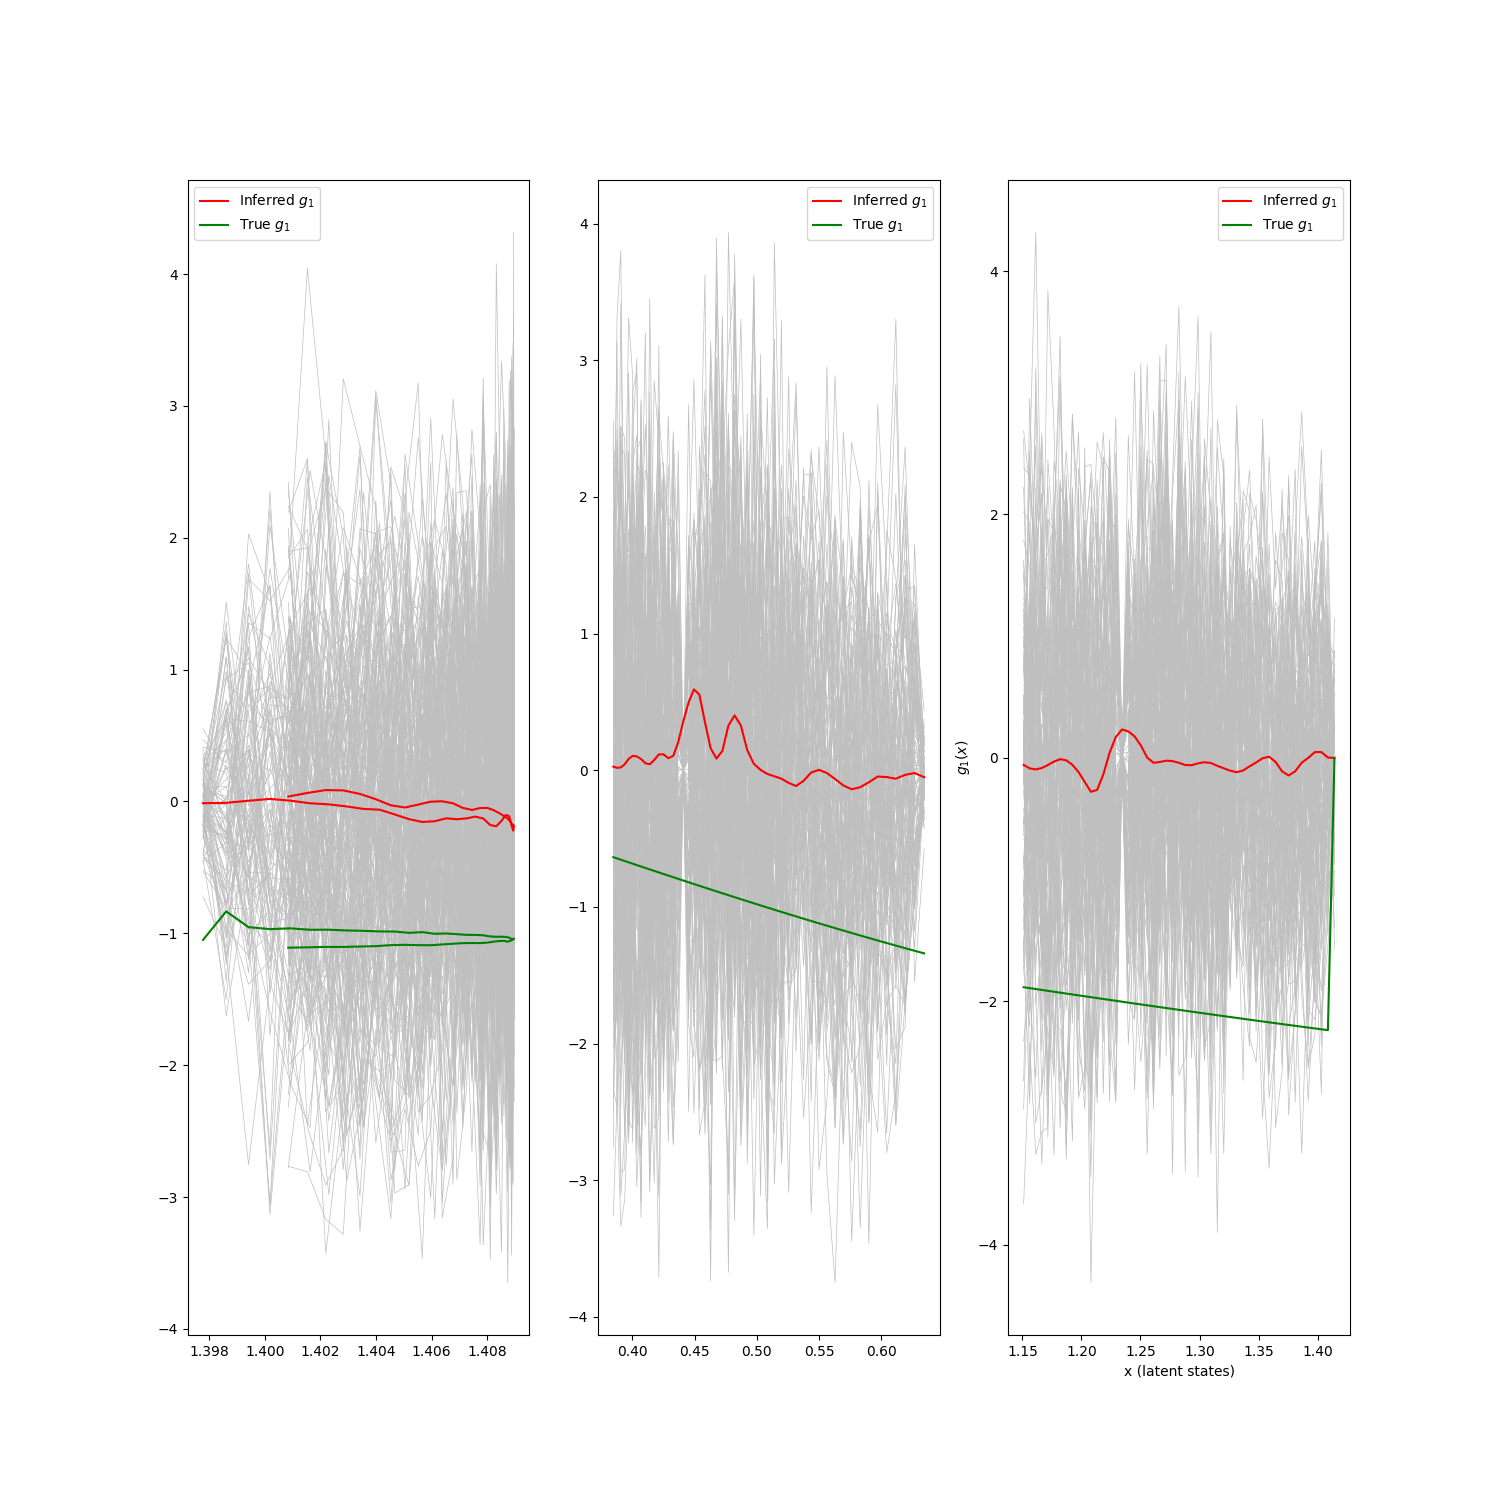 Inferred g₁
True g₁
4
3
2
1
0
−1
−2
−3
−4
1.398 1.400 1.402 1.404 1.406 1.408
Inferred g₁
True g₁
4
3
2
1
0
−1
−2
−3
−4
0.40 0.45 0.50 0.55 0.60
Inferred g₁
True g₁
g₁(x)
4
2
0
−2
−4
1.15 1.20 1.25 1.30 1.35 1.40
x (latent states)